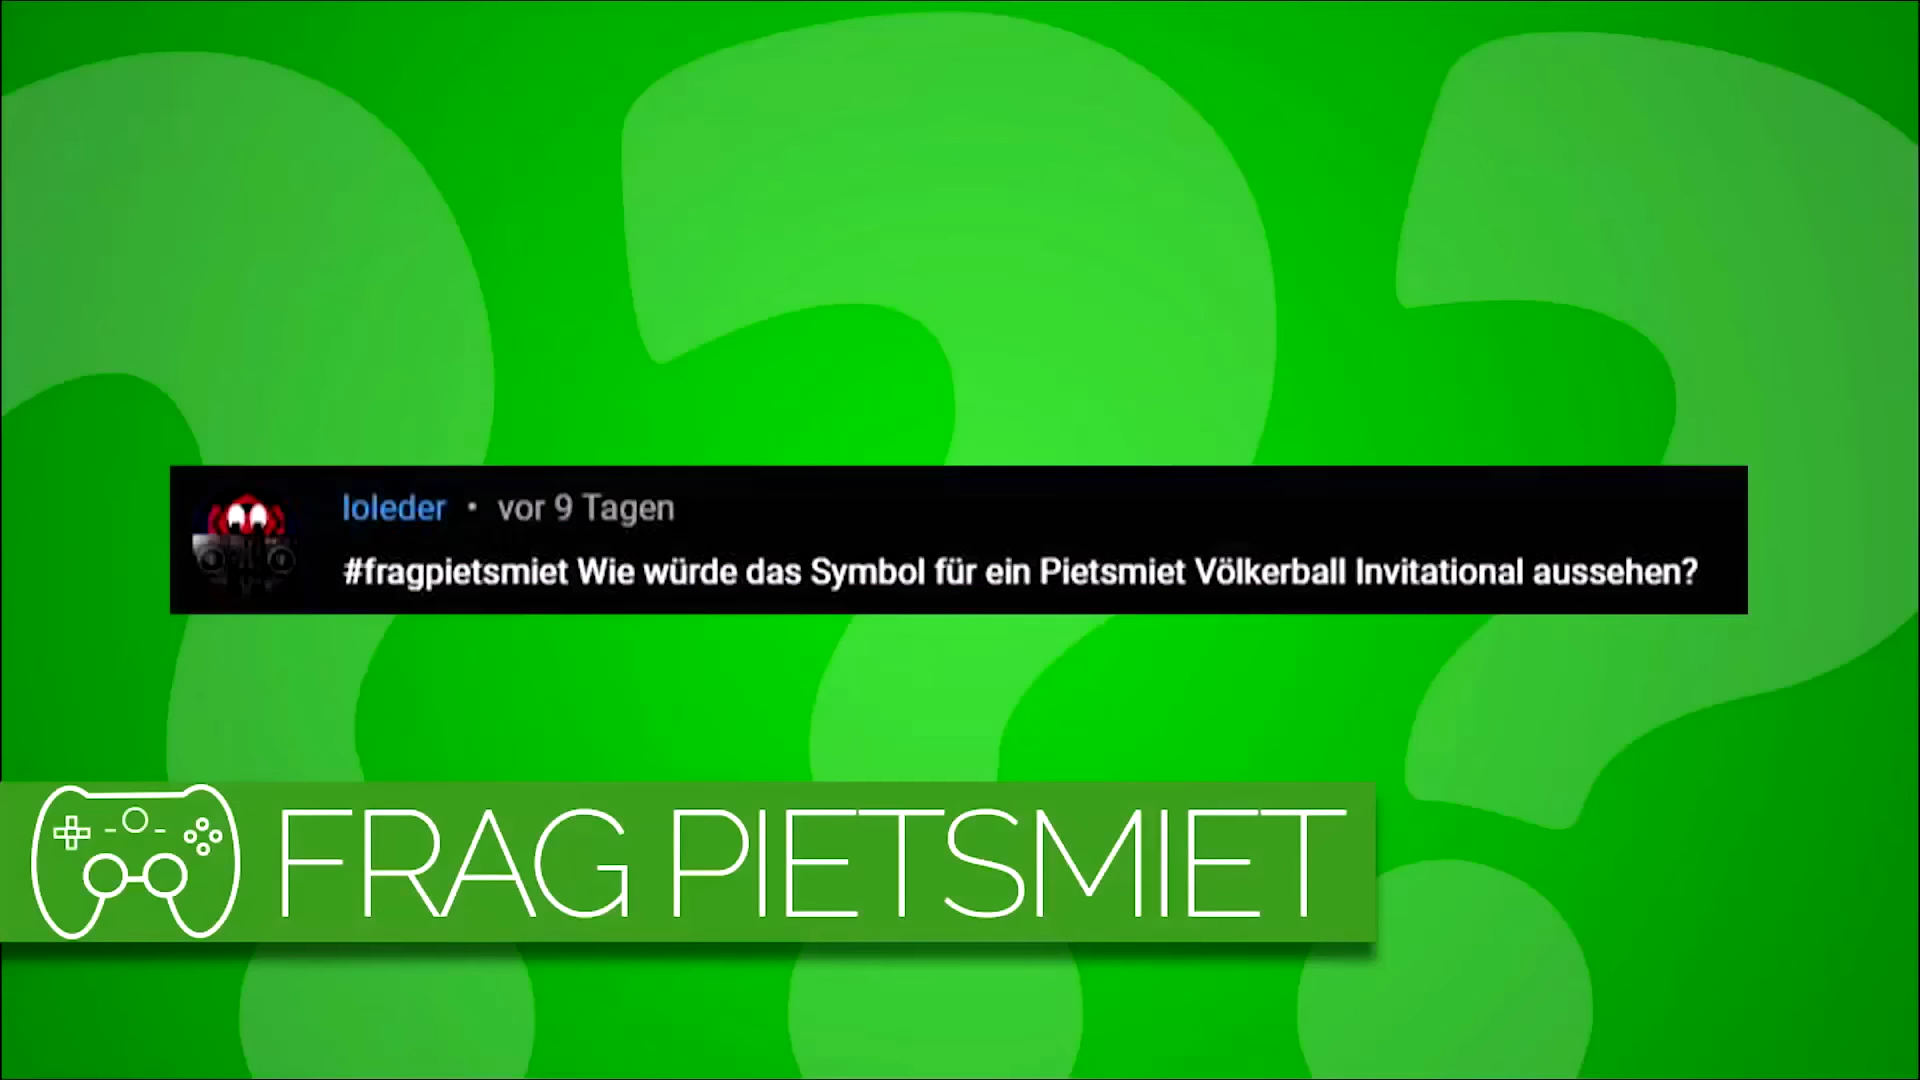 loleder • vor 9 Tagen
#fragpietsmiet Wie würde das Symbol für ein Pietsmiet Völkerball Invitational aussehen?
FRAG PIETSMIET